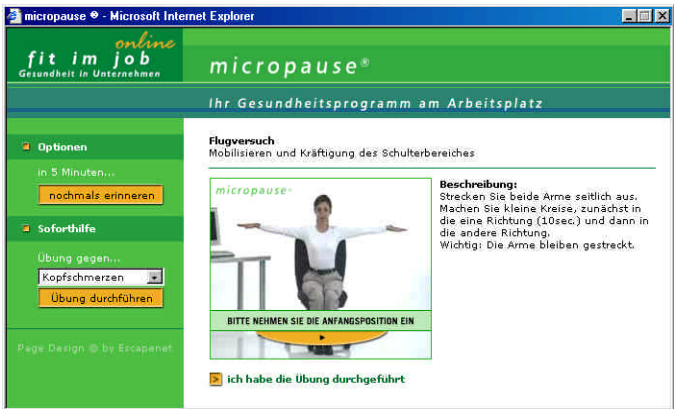 micropause ® - Microsoft Internet Explorer
online
fit im job
Gesundheit in Unternehmen
micropause®
Ihr Gesundheitsprogramm am Arbeitsplatz
Optionen
in 5 Minuten...
nochmals erinneren
Soforthilfe
Übung gegen...
Kopfschmerzen
Übung durchführen
Page Design © by Escapenet
Flugversuch
Mobilisieren und Kräftigung des Schulterbereiches
micropause
BITTE NEHMEN SIE DIE ANFANGSPOSITION EIN
Beschreibung:
Strecken Sie beide Arme seitlich aus.
Machen Sie kleine Kreise, zunächst in
die eine Richtung (10sec.) und dann in
die andere Richtung.
Wichtig: Die Arme bleiben gestreckt.
ich habe die Übung durchgeführt